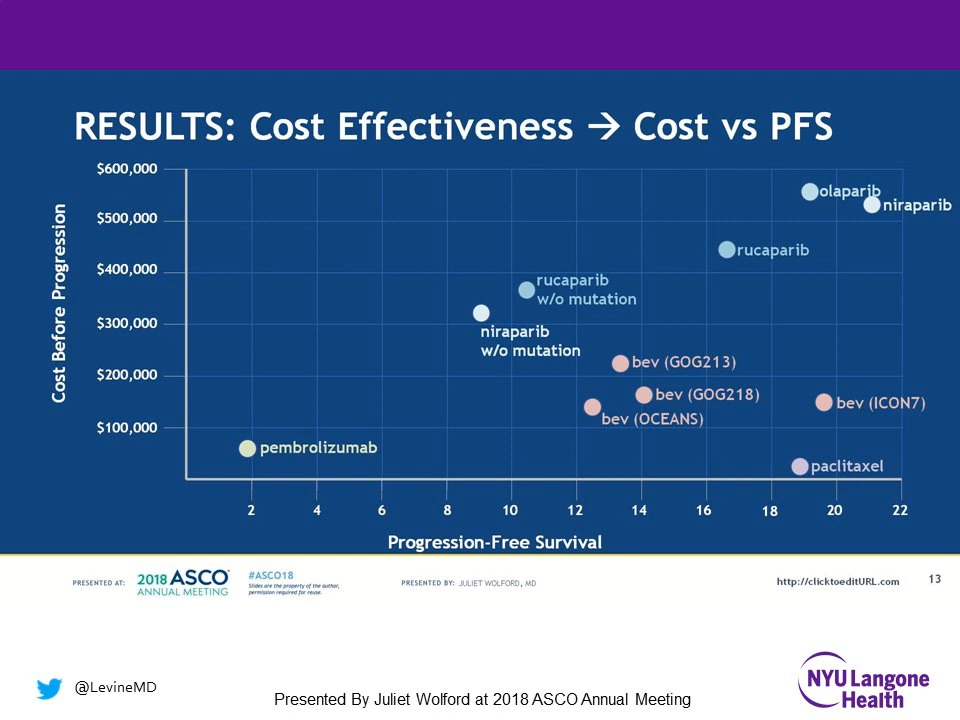 RESULTS: Cost Effectiveness → Cost vs PFS
$600,000
$500,000
$400,000
$300,000
$200,000
$100,000
Cost Before Progression
olaparib
niraparib
rucaparib
rucaparib
w/o mutation
niraparib
w/o mutation
bev (GOG213)
bev (GOG218)
bev (ICON7)
bev (OCEANS)
pembrolizumab
paclitaxel
2 4 6 8 10 12 14 16 18 20 22
Progression-Free Survival
PRESENTED AT:
2018 ASCO
ANNUAL MEETING
#ASCO18
Slides are the property of the author,
permission required for reuse.
PRESENTED BY: JULIET WOLFORD, MD
http://clicktoeditURL.com
13
@LevineMD
Presented By Juliet Wolford at 2018 ASCO Annual Meeting
NYU Langone
Health